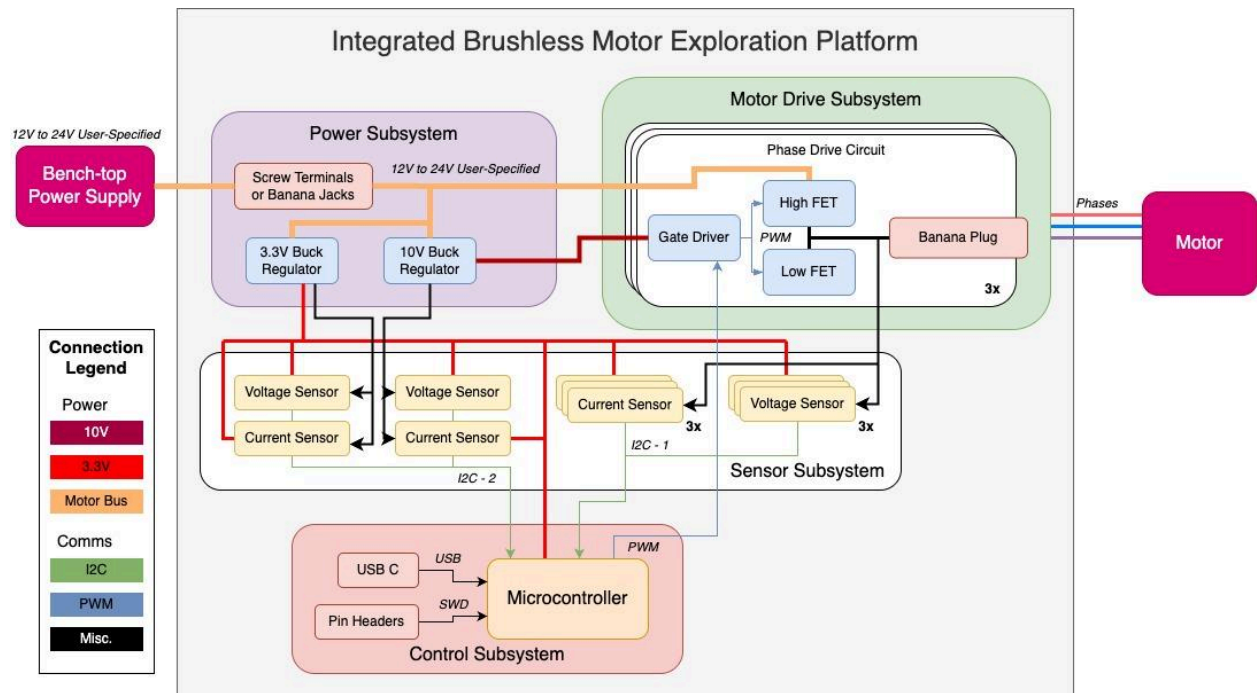 Integrated Brushless Motor Exploration Platform
12V to 24V User-Specified
Bench-top
Power Supply
Power Subsystem
Screw Terminals
or Banana Jacks
12V to 24V User-Specified
3.3V Buck
Regulator
10V Buck
Regulator
Motor Drive Subsystem
Phase Drive Circuit
High FET
Gate Driver
PWM
Low FET
Banana Plug
3x
Phases
Motor
Connection
Legend
Power
10V
3.3V
Motor Bus
Comms
I2C
PWM
Misc.
Voltage Sensor
Current Sensor
Voltage Sensor
Current Sensor
Current Sensor
3x
Voltage Sensor
3x
I2C - 1
I2C - 2
Sensor Subsystem
PWM
USB C
USB
Pin Headers
SWD
Microcontroller
Control Subsystem